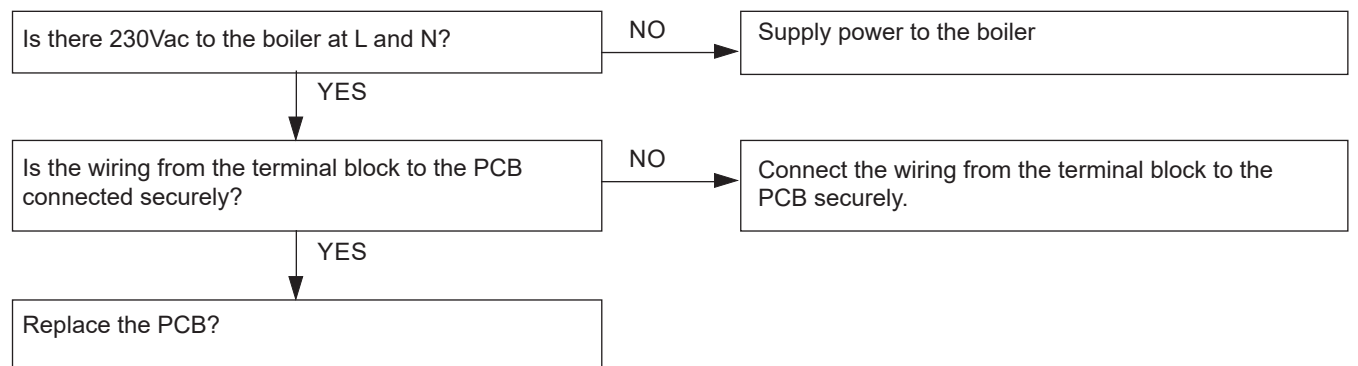 Is there 230Vac to the boiler at L and N?
NO
Supply power to the boiler
YES
Is the wiring from the terminal block to the PCB
connected securely?
NO
Connect the wiring from the terminal block to the
PCB securely.
YES
Replace the PCB?